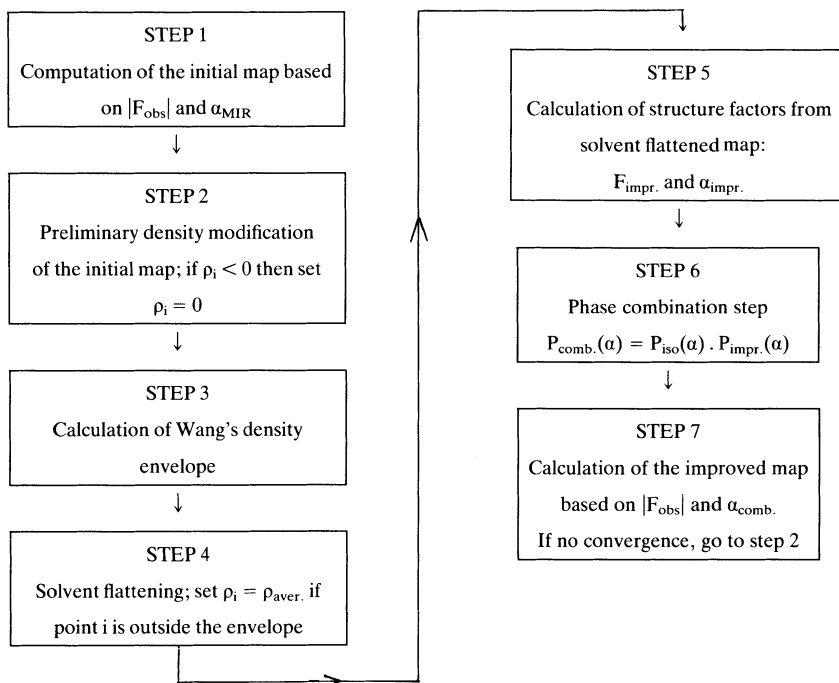 STEP 1
Computation of the initial map based
on |F_obs| and α_MIR
↓
STEP 2
Preliminary density modification
of the initial map; if ρ_i < 0 then set
ρ_i = 0
↓
STEP 3
Calculation of Wang's density
envelope
↓
STEP 4
Solvent flattening; set ρ_i = ρ_aver. if
point i is outside the envelope
STEP 5
Calculation of structure factors from
solvent flattened map:
F_impr. and α_impr.
↓
STEP 6
Phase combination step
P_comb.(α) = P_iso(α) . P_impr.(α)
↓
STEP 7
Calculation of the improved map
based on |F_obs| and α_comb.
If no convergence, go to step 2